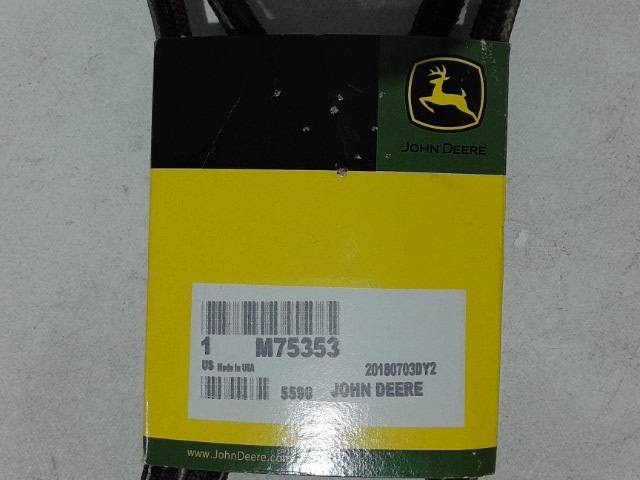 JOHN DEERE
1 M75353
US Made in USA 20180703DY2
5598 JOHN DEERE
www.JohnDeere.com